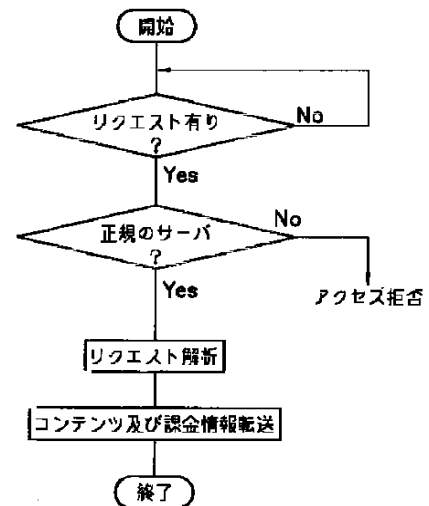 開始
リクエスト有り
?
No
Yes
正規のサーバ
?
No
Yes
アクセス拒否
リクエスト解析
コンテンツ及び課金情報転送
終了